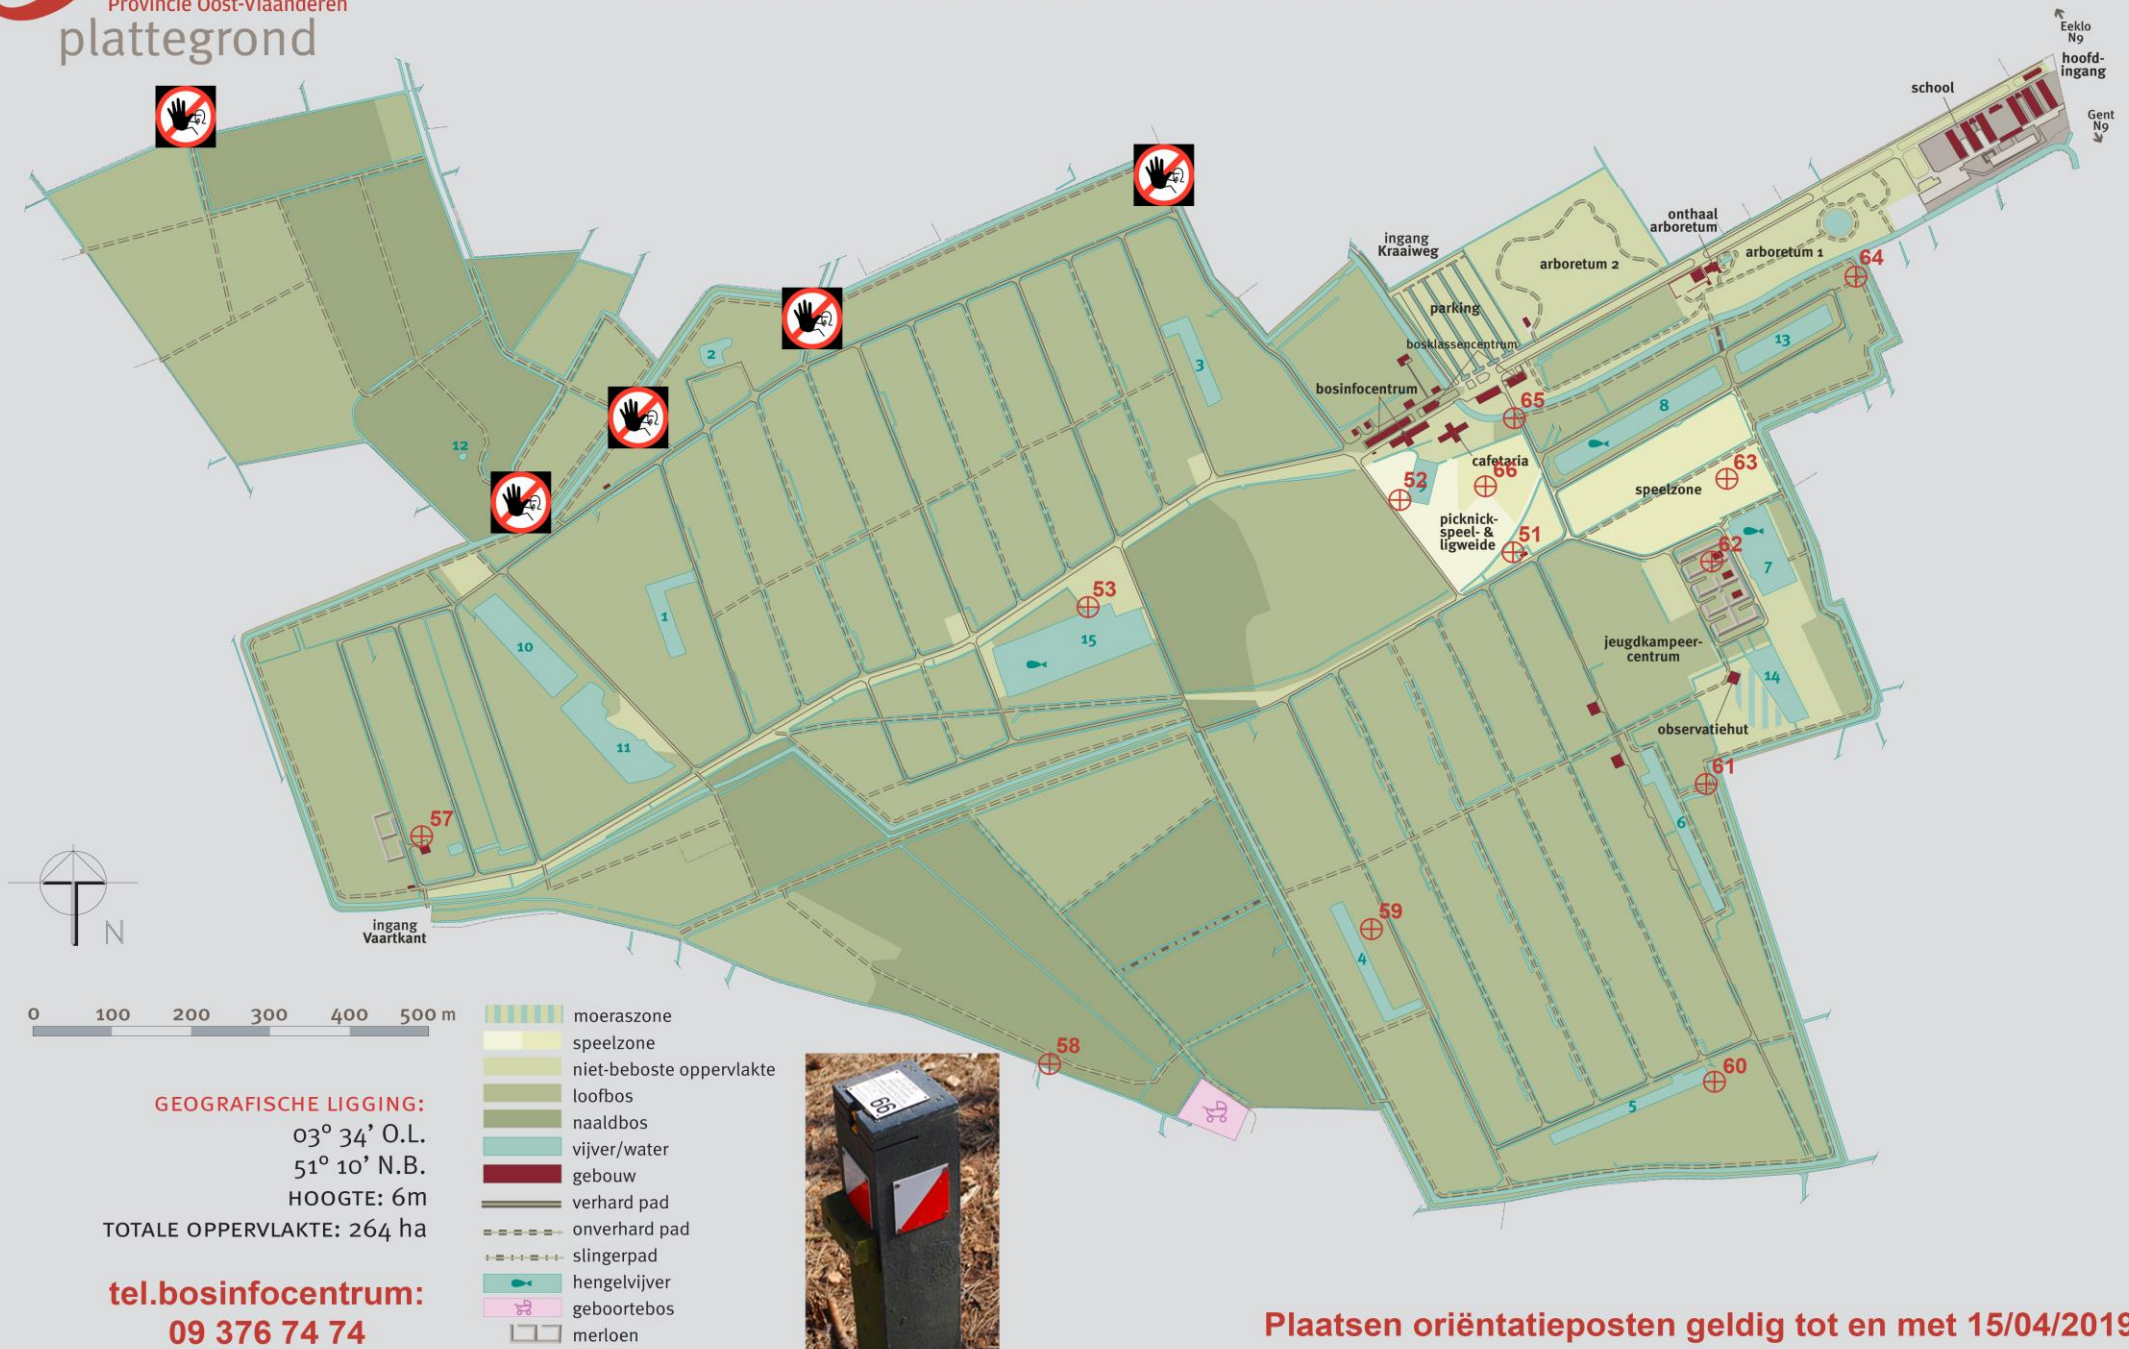 Provincie Oost-Vlaanderen
plattegrond
Eeklo
N9
hoofd-
ingang
school
Gent
N9
onthaal
arboretum
arboretum 1
arboretum 2
ingang
Kraaiweg
parking
bosklassencentrum
bosinfocentrum
cafetaria
64
13
65
8
3
2
12
52
9
66
63
speelzone
picknick-
speel- &
ligweide
51
62
7
53
15
1
10
11
jeugdkampeer-
centrum
14
observatiehut
61
6
57
59
4
58
60
5
ingang
Vaartkant
N
0 100 200 300 400 500 m
GEOGRAFISCHE LIGGING:
03° 34' O.L.
51° 10' N.B.
HOOGTE: 6m
TOTALE OPPERVLAKTE: 264 ha
tel.bosinfocentrum:
09 376 74 74
moeraszone
speelzone
niet-beboste oppervlakte
loofbos
naaldbos
vijver/water
gebouw
verhard pad
onverhard pad
slingerpad
hengelvijver
geboortebos
merloen
66
Plaatsen oriëntatieposten geldig tot en met 15/04/2019